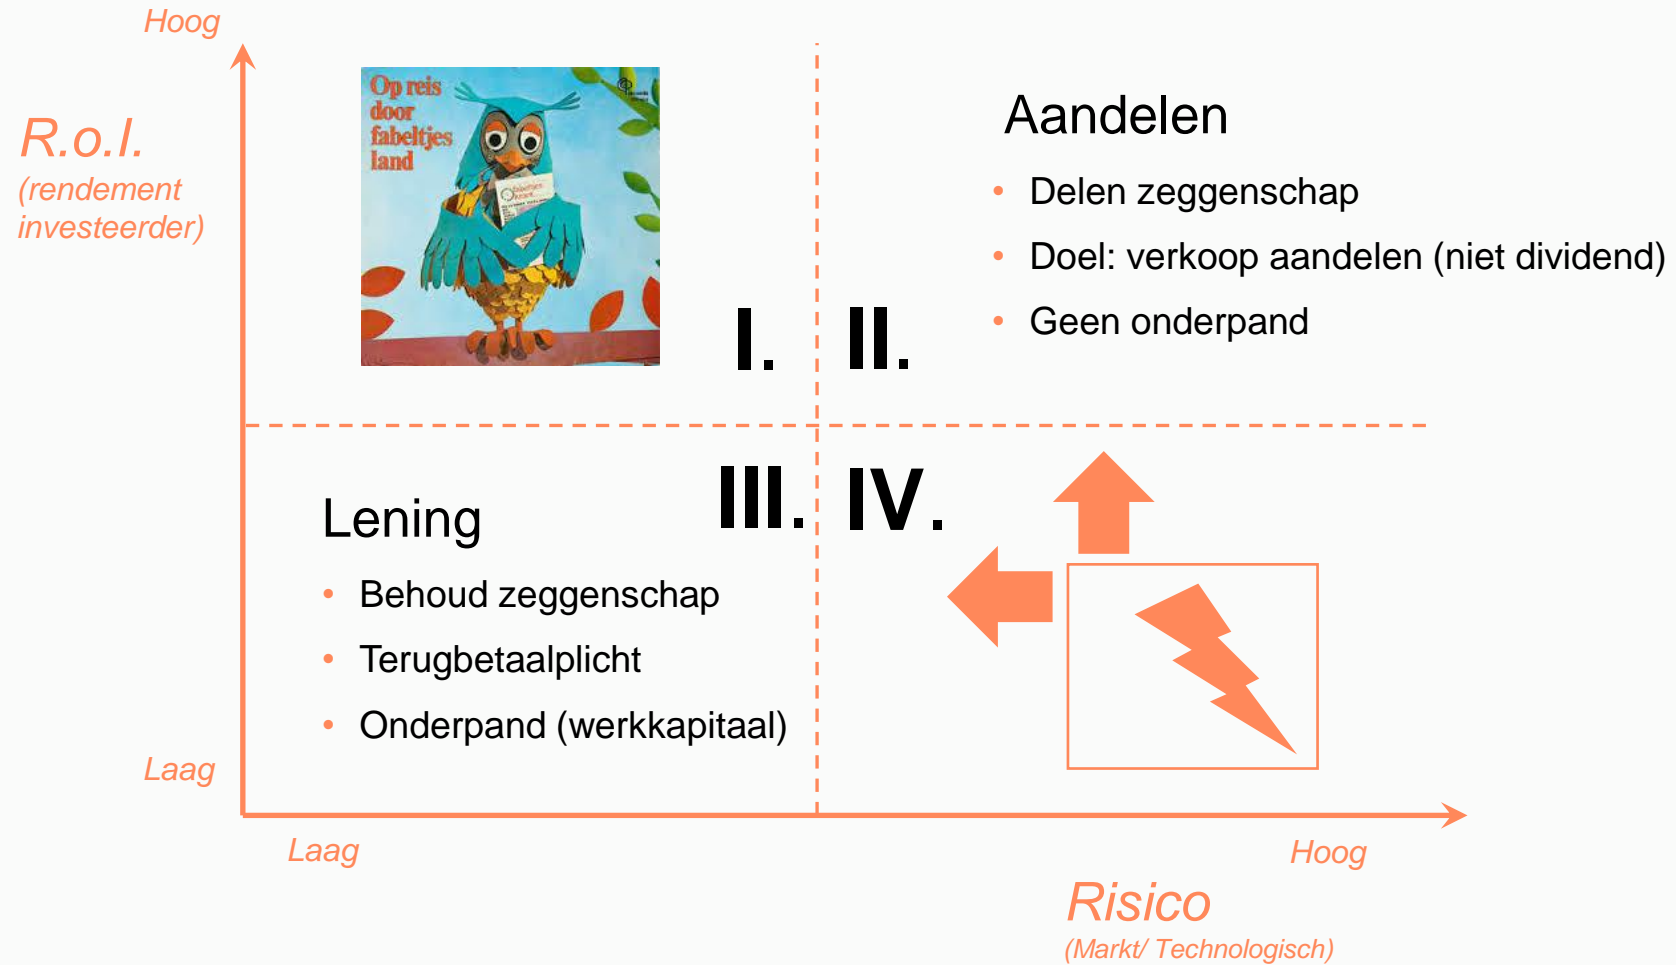 Hoog
R.o.I.
(rendement
investeerder)
Op reis
door
fabeltjes
land
Aandelen
• Delen zeggenschap
• Doel: verkoop aandelen (niet dividend)
• Geen onderpand
I.
II.
III.
IV.
Lening
• Behoud zeggenschap
• Terugbetaalplicht
• Onderpand (werkkapitaal)
Laag
Laag
Hoog
Risico
(Markt/ Technologisch)